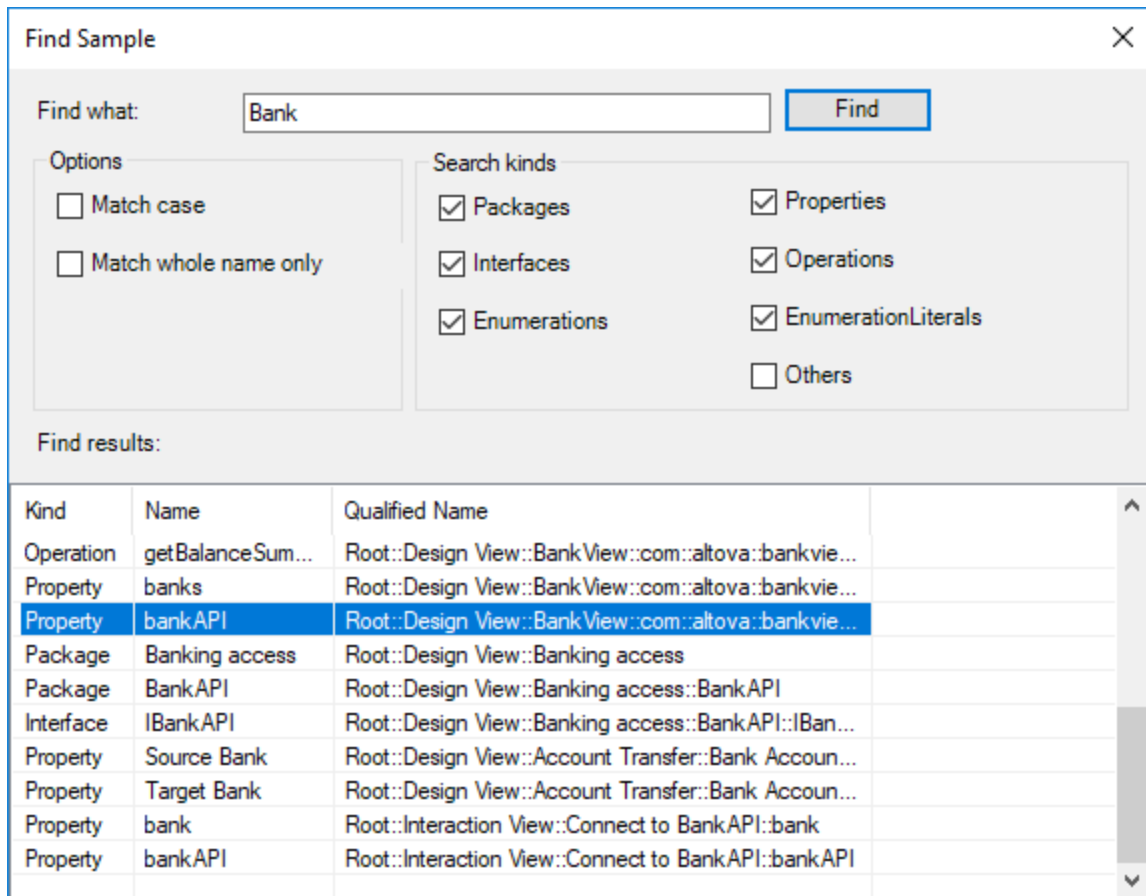 Find Sample
Find what: Bank Find
Options
Match case
Match whole name only
Search kinds
Packages Properties
Interfaces Operations
Enumerations EnumerationLiterals
Others
Find results:
Kind Name Qualified Name
Operation getBalanceSum... Root::Design View::BankView::com::altova::bankvie...
Property banks Root::Design View::BankView::com::altova::bankvie...
Property bankAPI Root::Design View::BankView::com::altova::bankvie...
Package Banking access Root::Design View::Banking access
Package BankAPI Root::Design View::Banking access::BankAPI
Interface IBankAPI Root::Design View::Banking access::BankAPI::IBan...
Property Source Bank Root::Design View::Account Transfer::Bank Accoun...
Property Target Bank Root::Design View::Account Transfer::Bank Accoun...
Property bank Root::Interaction View::Connect to BankAPI::bank
Property bankAPI Root::Interaction View::Connect to BankAPI::bankAPI